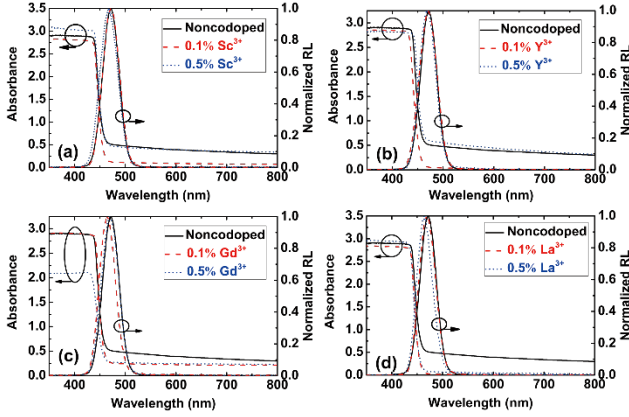 3.5
3.0
2.5
2.0
1.5
1.0
0.5
0.0
Absorbance
Noncodoped
0.1% Sc³⁺
0.5% Sc³⁺
(a)
1.0
0.8
0.6
0.4
0.2
0.0
Normalized RL
400 500 600 700 800
Wavelength (nm)
3.0
2.5
2.0
1.5
1.0
0.5
0.0
Absorbance
Noncodoped
0.1% Y³⁺
0.5% Y³⁺
(b)
1.0
0.8
0.6
0.4
0.2
0.0
Normalized RL
400 500 600 700 800
Wavelength (nm)
3.0
2.5
2.0
1.5
1.0
0.5
0.0
Absorbance
Noncodoped
0.1% Gd³⁺
0.5% Gd³⁺
(c)
1.0
0.8
0.6
0.4
0.2
0.0
Normalized RL
400 500 600 700 800
Wavelength (nm)
3.5
3.0
2.5
2.0
1.5
1.0
0.5
0.0
Absorbance
Noncodoped
0.1% La³⁺
0.5% La³⁺
(d)
1.0
0.8
0.6
0.4
0.2
0.0
Normalized RL
400 500 600 700 800
Wavelength (nm)